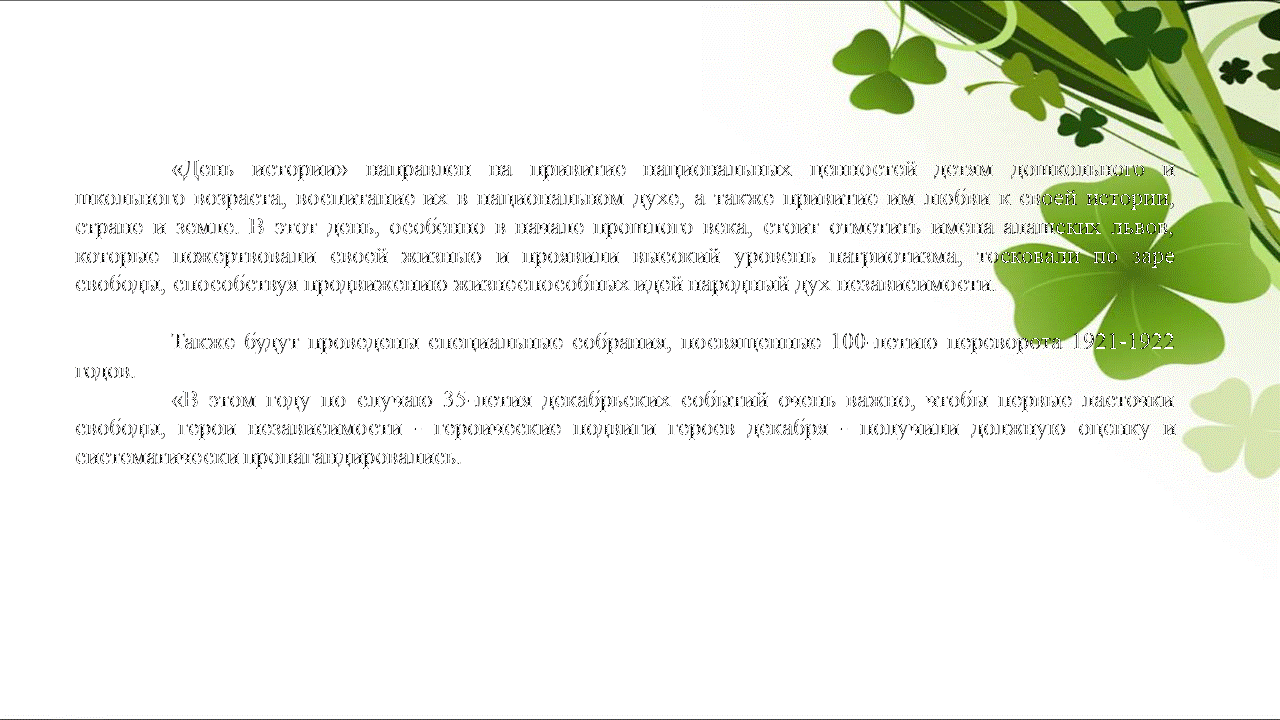 «День истории» направлен на привитие национальных ценностей детям дошкольного и
школьного возраста, воспитание их в национальном духе, а также привитие им любви к своей истории,
стране и земле. В этот день, особенно в начале прошлого века, стоит отметить имена алашских львов,
которые пожертвовали своей жизнью и проявили высокий уровень патриотизма, тосковали по заре
свободы, способствуя продвижению жизнеспособных идей народный дух независимости.
Также будут проведены специальные собрания, посвященные 100-летию переворота 1921-1922
годов.
«В этом году по случаю 35-летия декабрьских событий очень важно, чтобы первые ласточки
свободы, герои независимости - героические подвиги героев декабря - получили должную оценку и
систематически пропагандировались.